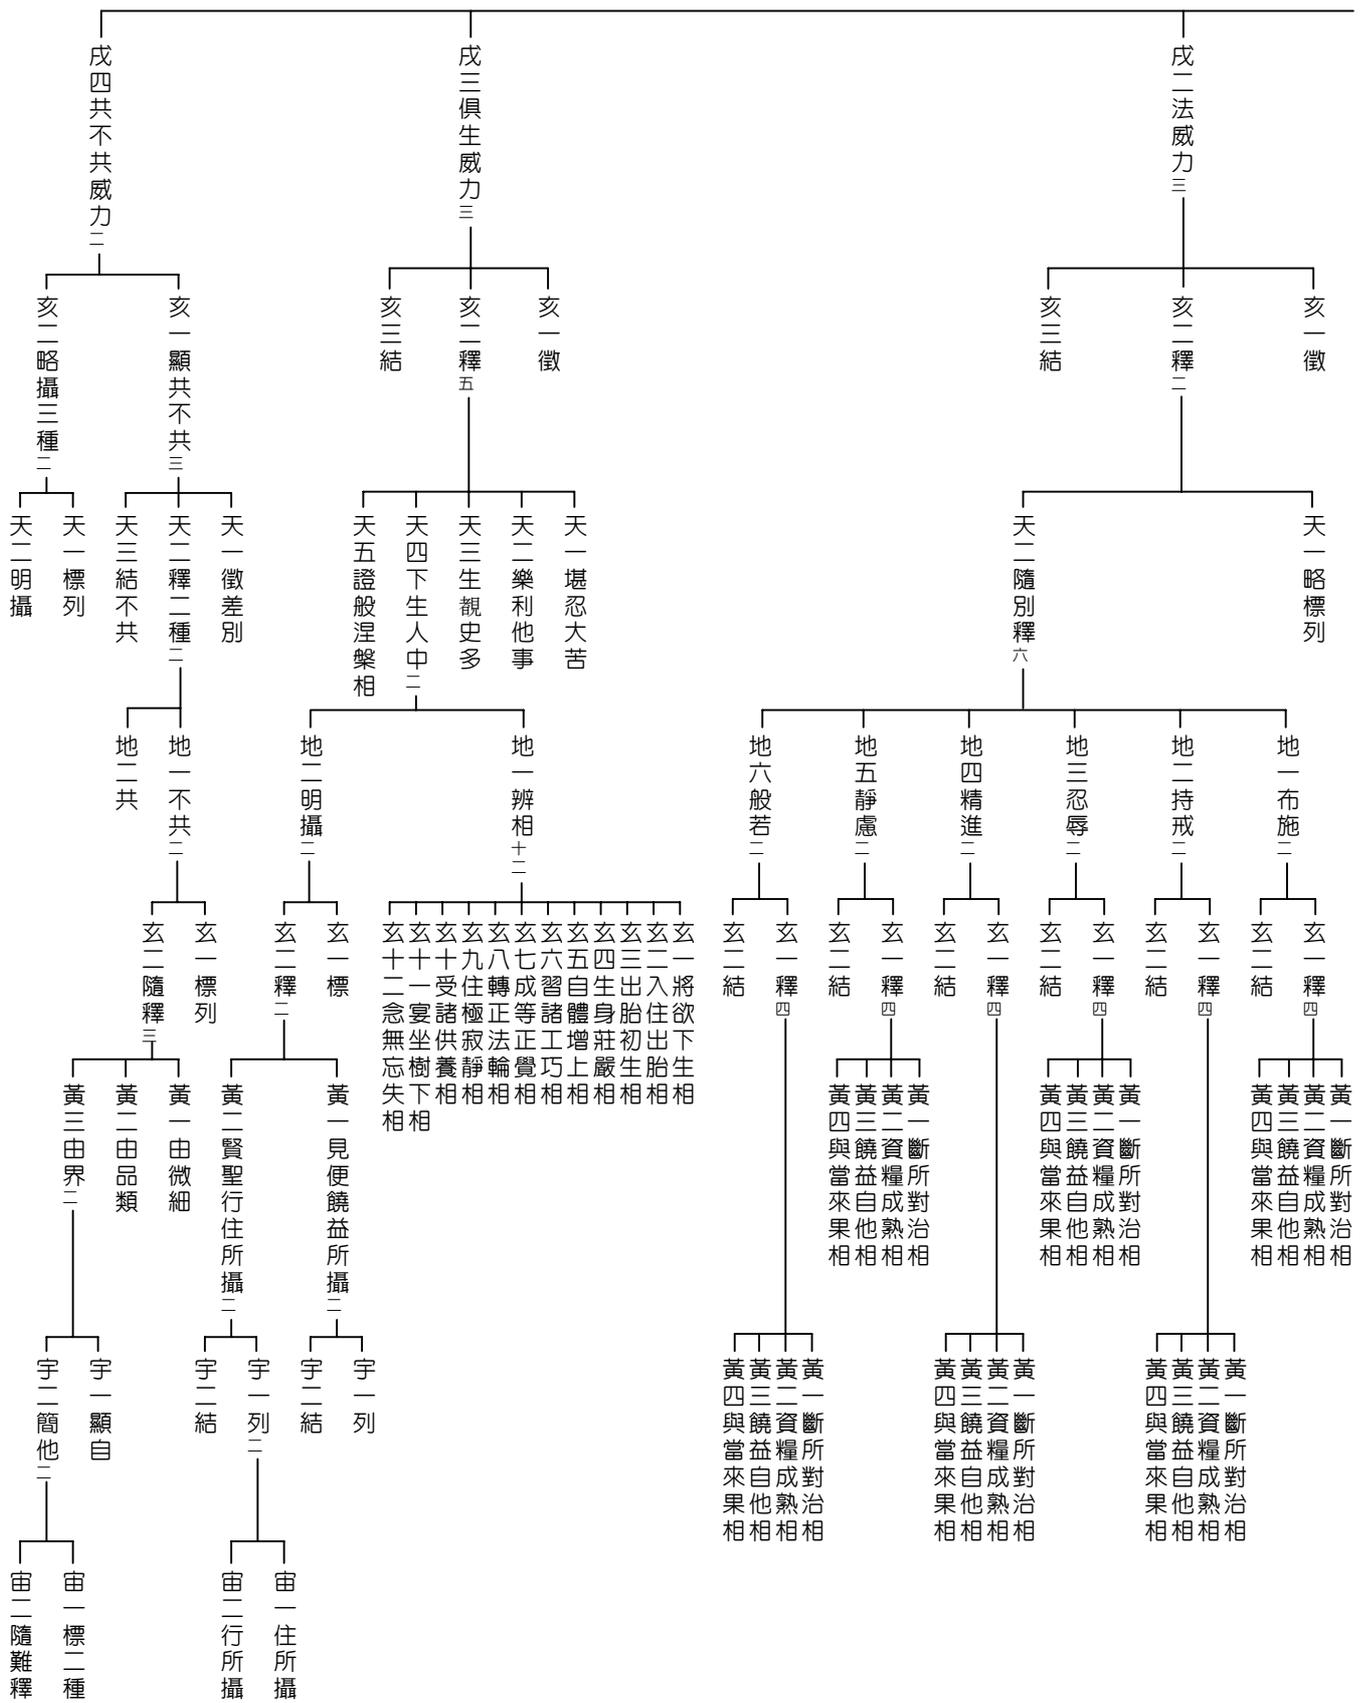 戌二法威力三
亥一徵
亥二釋二
天一略標列
天二隨別釋六
地一布施二
玄一釋四
黃一斷所對治相
黃二資糧成熟相
黃三饒益自他相
黃四與當來果相
玄二結
地二持戒二
玄一釋四
黃一斷所對治相
黃二資糧成熟相
黃三饒益自他相
黃四與當來果相
玄二結
地三忍辱二
玄一釋四
黃一斷所對治相
黃二資糧成熟相
黃三饒益自他相
黃四與當來果相
玄二結
地四精進二
玄一釋四
黃一斷所對治相
黃二資糧成熟相
黃三饒益自他相
黃四與當來果相
玄二結
地五靜慮二
玄一釋四
黃一斷所對治相
黃二資糧成熟相
黃三饒益自他相
黃四與當來果相
玄二結
地六般若二
玄一釋四
黃一斷所對治相
黃二資糧成熟相
黃三饒益自他相
黃四與當來果相
玄二結
亥三結
戌三俱生威力三
亥一徵
亥二釋五
天一堪忍大苦
天二樂利他事
天三生覩史多
天四下生人中二
地一辨相十二
玄一將欲下生相
玄二入住出胎相
玄三出胎初生相
玄四生身莊嚴相
玄五自體增上相
玄六習諸工巧相
玄七成等正覺相
玄八轉正法輪相
玄九住極寂靜相
玄十受諸供養相
玄十一宴坐樹下相
玄十二念無忘失相
地二明攝二
玄一標
玄二釋二
黃一見便饒益所攝二
宇一列
宇二結
黃二賢聖行住所攝二
宇一列二
宙一住所攝
宙二行所攝
宇二結
天五證般涅槃相
亥三結
戌四共不共威力二
亥一顯共不共三
天一徵差別
天二釋二種二
地一不共二
玄一標列
玄二隨釋三
黃一由微細
黃二由品類
黃三由界二
宇一顯自
宇二簡他二
宙一標二種
宙二隨難釋
地二共
天三結不共
亥二略攝三種二
天一標列
天二明攝